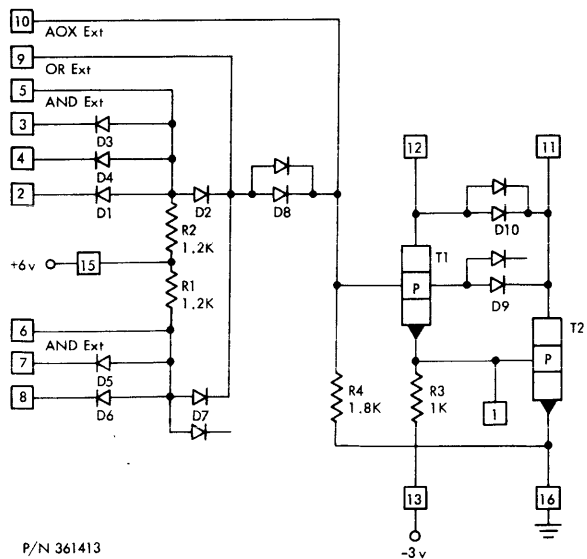 10
AOX Ext
9
OR Ext
5
AND Ext
3
D3
4
D4
2
D1
D2
D8
R2
1.2K
+6v
15
R1
1.2K
6
AND Ext
7
D5
8
D6
D7
12
11
D10
T1
P
D9
T2
P
R4
1.8K
R3
1K
1
13
-3v
16
P/N 361413